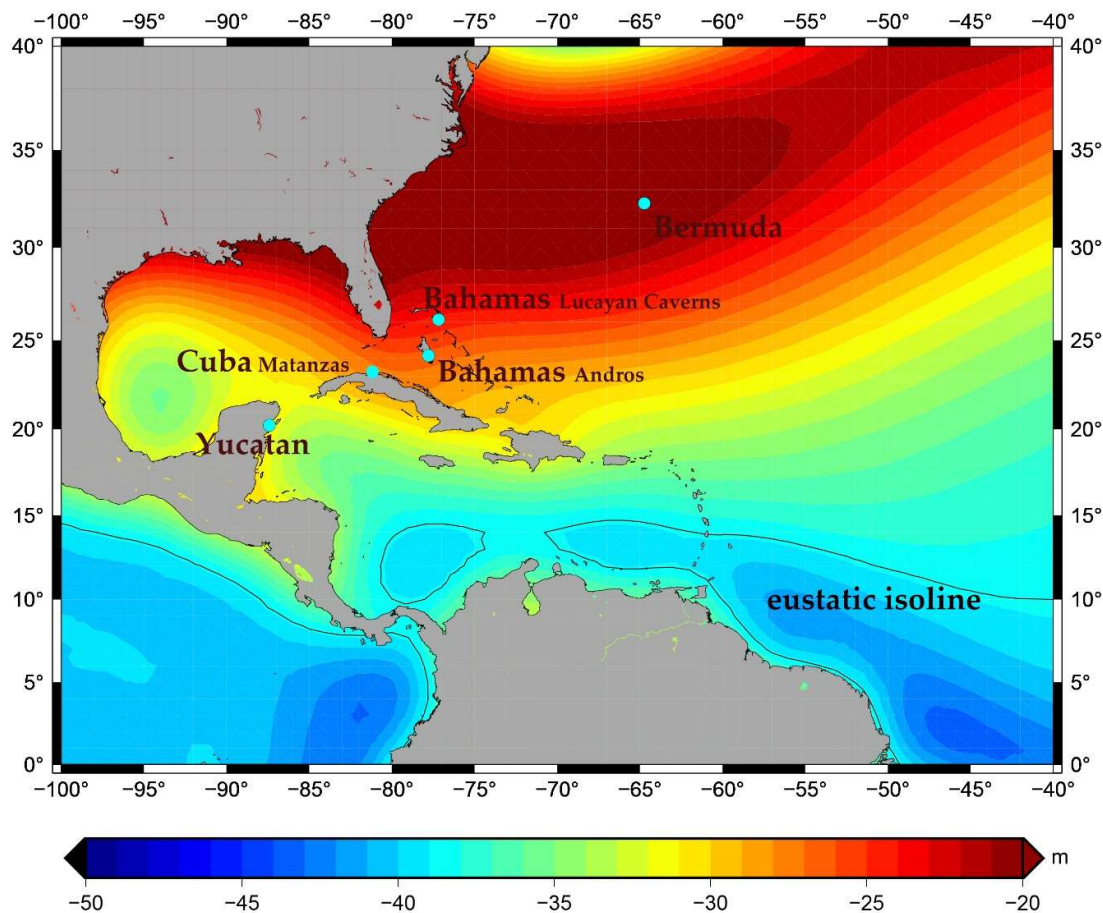 −100° −95° −90° −85° −80° −75° −70° −65° −60° −55° −50° −45° −40°
40° 40°
35° 35°
Bermuda
30° 30°
Bahamas Lucayan Caverns
25° 25°
Cuba Matanzas
Bahamas Andros
20° 20°
Yucatan
15° 15°
eustatic isoline
10° 10°
5° 5°
0° 0°
−100° −95° −90° −85° −80° −75° −70° −65° −60° −55° −50° −45° −40°
m
−50 −45 −40 −35 −30 −25 −20